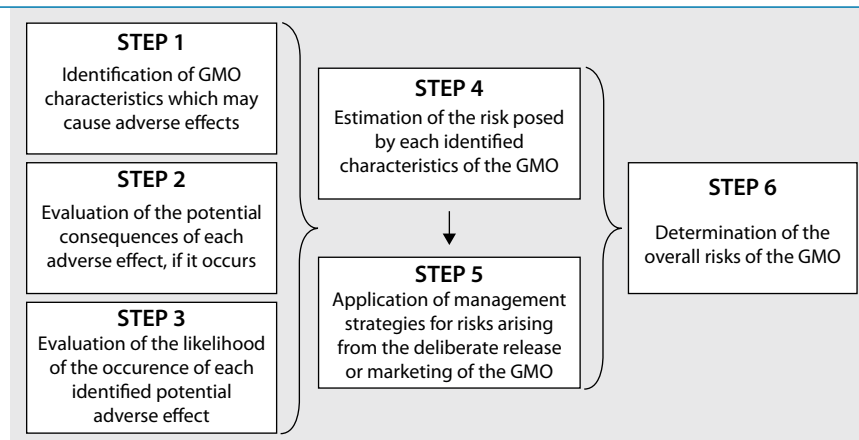 STEP 1
Identification of GMO
characteristics which may
cause adverse effects
STEP 2
Evaluation of the potential
consequences of each
adverse effect, if it occurs
STEP 3
Evaluation of the likelihood
of the occurence of each
identified potential
adverse effect
STEP 4
Estimation of the risk posed
by each identified
characteristics of the GMO
STEP 5
Application of management
strategies for risks arising
from the deliberate release
or marketing of the GMO
STEP 6
Determination of the
overall risks of the GMO